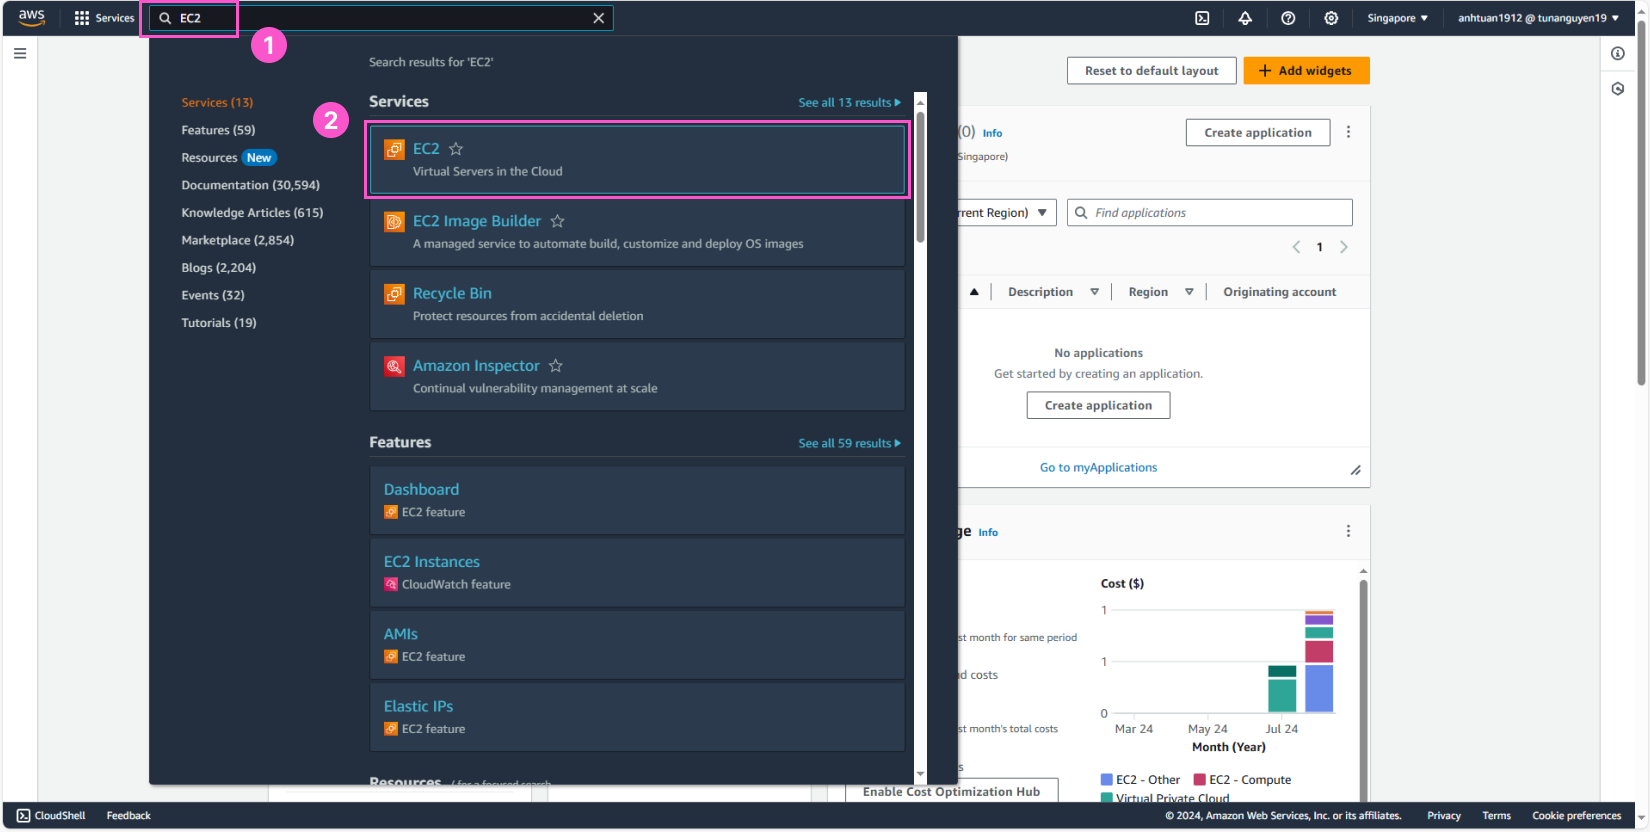 aws
Services
EC2
Singapore ▼
anhtuan1912 @ tunanguyen19 ▼
1
Search results for 'EC2'
Services (13)
Features (59)
Resources New
Documentation (30,594)
Knowledge Articles (615)
Marketplace (2,854)
Blogs (2,204)
Events (32)
Tutorials (19)
2
Services
See all 13 results
EC2
Virtual Servers in the Cloud
EC2 Image Builder
A managed service to automate build, customize and deploy OS images
Recycle Bin
Protect resources from accidental deletion
Amazon Inspector
Continual vulnerability management at scale
Features
See all 59 results
Dashboard
EC2 feature
EC2 Instances
CloudWatch feature
AMIs
EC2 feature
Elastic IPs
EC2 feature
Resources / for a focused search
Reset to default layout
+ Add widgets
(0) Info
Singapore)
Create application
rrent Region)
Find applications
1
Description
Region
Originating account
No applications
Get started by creating an application.
Create application
Go to myApplications
ge Info
st month for same period
d costs
st month's total costs
s
Enable Cost Optimization Hub
Cost ($)
1
1
0
Mar 24
May 24
Jul 24
Month (Year)
EC2 - Other
EC2 - Compute
Virtual Private Cloud
CloudShell
Feedback
© 2024, Amazon Web Services, Inc. or its affiliates.
Privacy
Terms
Cookie preferences